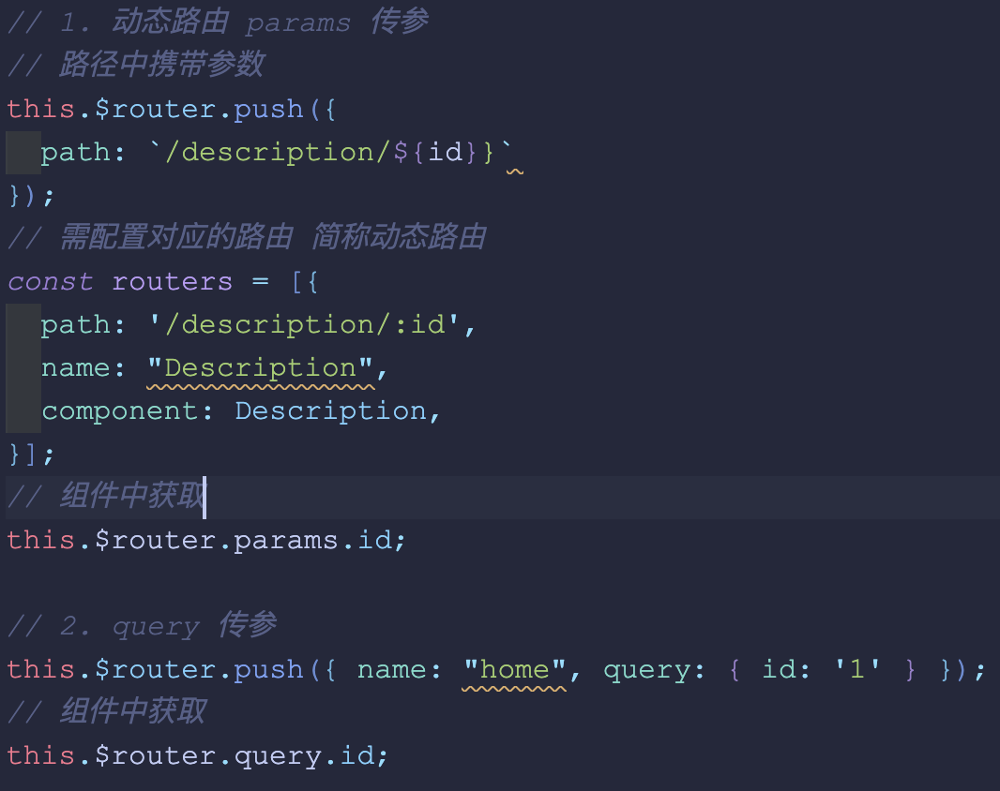 // 1. 动态路由 params 传参
// 路径中携带参数
this.$router.push({
  path: `/description/${id}}`
});
// 需配置对应的路由 简称动态路由
const routers = [{
  path: '/description/:id',
  name: "Description",
  component: Description,
}];
// 组件中获取
this.$router.params.id;

// 2. query 传参
this.$router.push({ name: "home", query: { id: '1' } });
// 组件中获取
this.$router.query.id;